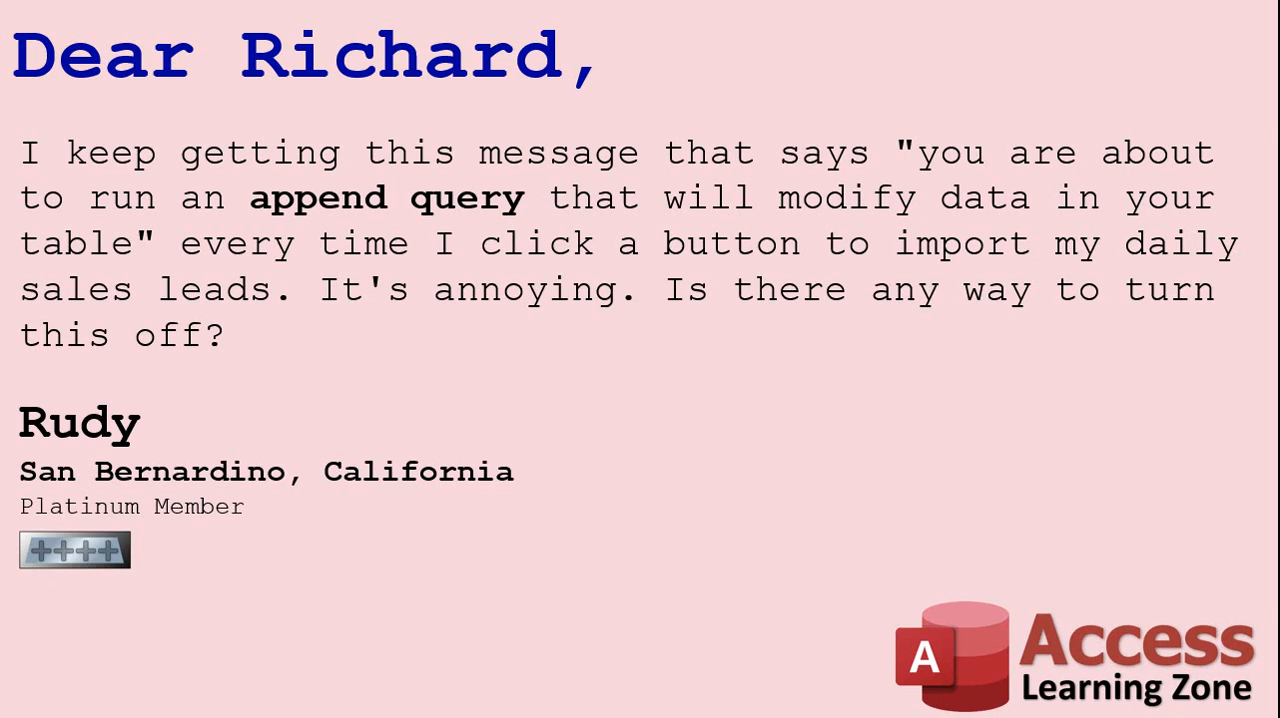 Dear Richard,
I keep getting this message that says "you are about
to run an append query that will modify data in your
table" every time I click a button to import my daily
sales leads. It's annoying. Is there any way to turn
this off?
Rudy
San Bernardino, California
Platinum Member
++++
A
Access
Learning Zone